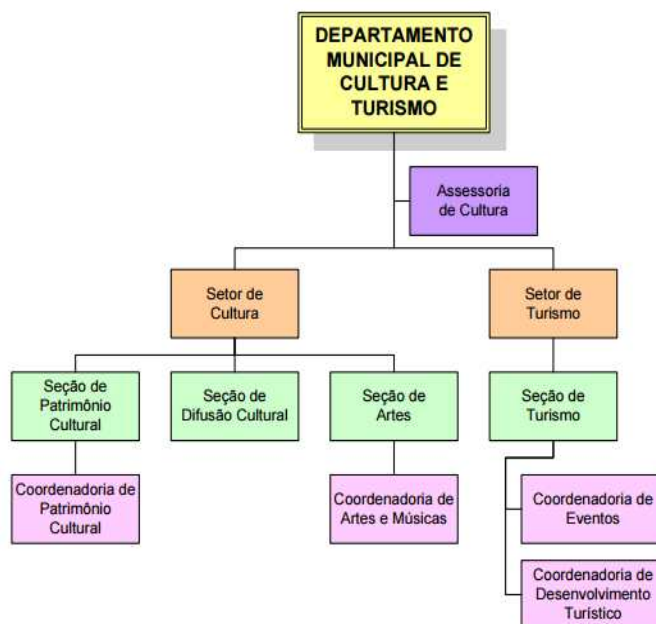 DEPARTAMENTO
MUNICIPAL DE
CULTURA E
TURISMO
Assessoria
de Cultura
Setor de
Cultura
Setor de
Turismo
Seção de
Patrimônio
Cultural
Seção de
Difusão Cultural
Seção de
Artes
Seção de
Turismo
Coordenadoria de
Patrimônio
Cultural
Coordenadoria de
Artes e Músicas
Coordenadoria de
Eventos
Coordenadoria de
Desenvolvimento
Turístico